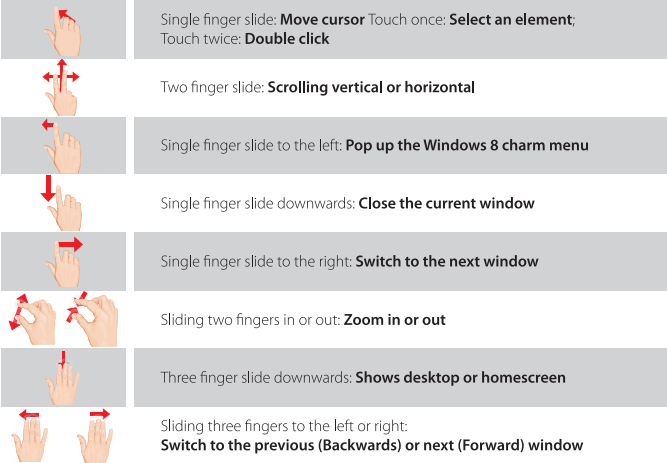 Single finger slide: Move cursor Touch once: Select an element;
Touch twice: Double click
Two finger slide: Scrolling vertical or horizontal
Single finger slide to the left: Pop up the Windows 8 charm menu
Single finger slide downwards: Close the current window
Single finger slide to the right: Switch to the next window
Sliding two fingers in or out: Zoom in or out
Three finger slide downwards: Shows desktop or homescreen
Sliding three fingers to the left or right:
Switch to the previous (Backwards) or next (Forward) window